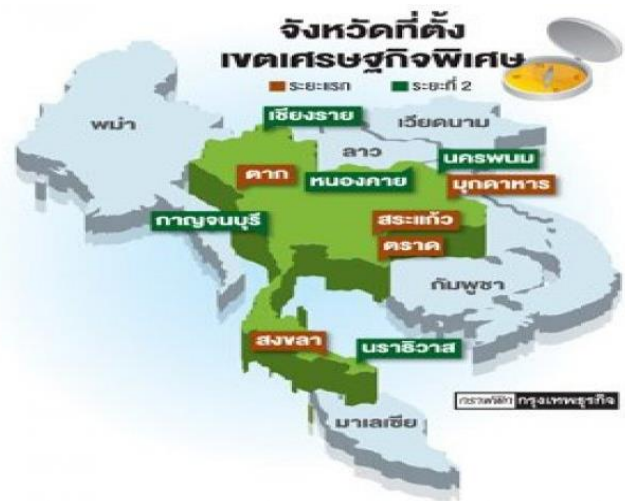 จังหวัดที่ตั้ง
เขตเศรษฐกิจพิเศษ
ระยะแรก ระยะที่ 2
เชียงราย
พม่า
เวียดนาม
ลาว
นครพนม
ตาก
หนองคาย
มุกดาหาร
กาญจนบุรี
สระแก้ว
ตราด
กัมพูชา
สงขลา
นราธิวาส
กราฟฟิก กรุงเทพธุรกิจ
มาเลเซีย